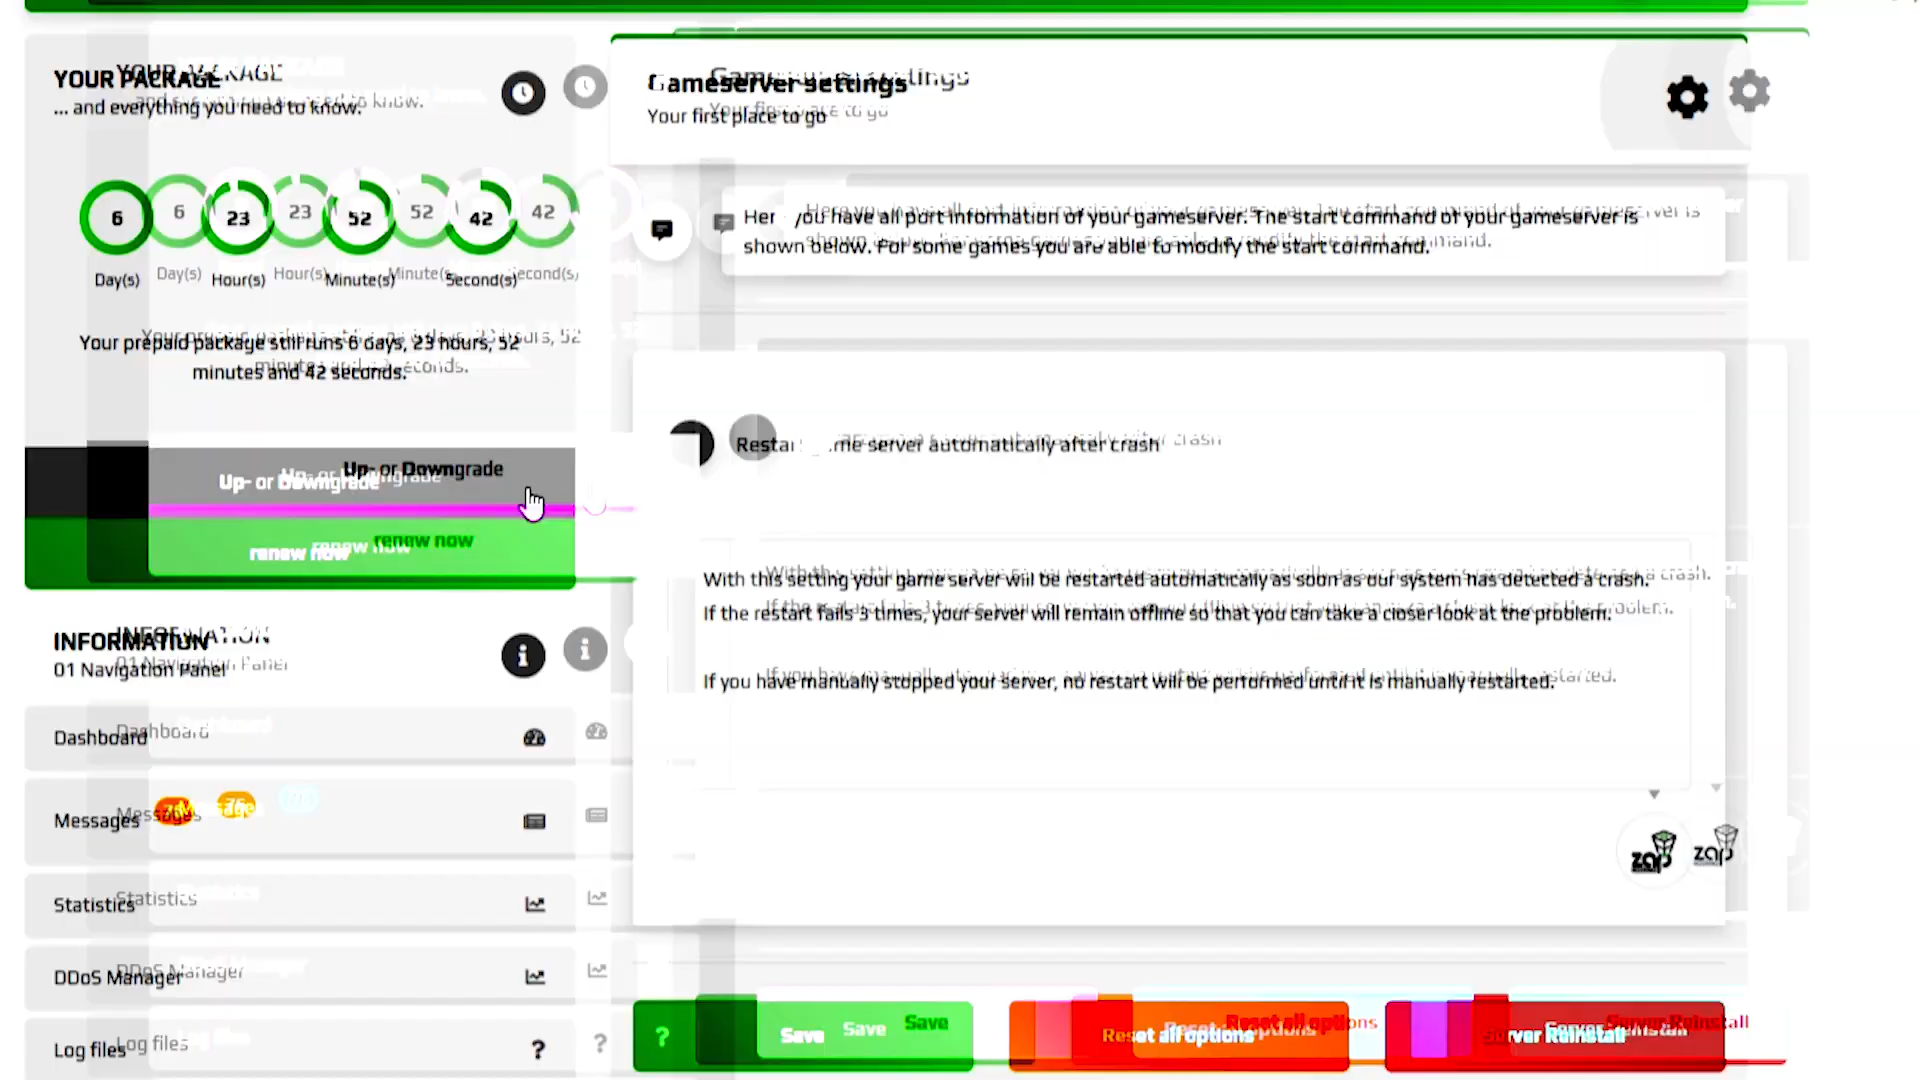 YOUR PACKAGE
... and everything you need to know.
6
23
52
42
Day(s)
Hour(s)
Minute(s)
Second(s)
Your prepaid package still runs 6 days, 23 hours, 52
minutes and 42 seconds.
Up- or Downgrade
renew now
INFORMATION
01 Navigation Panel
Dashboard
Messages
Statistics
DDoS Manager
Log files
?
Gameserver settings
Your first place to go
Here you have all port information of your gameserver. The start command of your gameserver is
shown below. For some games you are able to modify the start command.
Restart game server automatically after crash
With this setting your game server will be restarted automatically as soon as our system has detected a crash.
If the restart fails 3 times, your server will remain offline so that you can take a closer look at the problem.
If you have manually stopped your server, no restart will be performed until it is manually restarted.
zap
?
Save
Reset all options
Server Reinstall